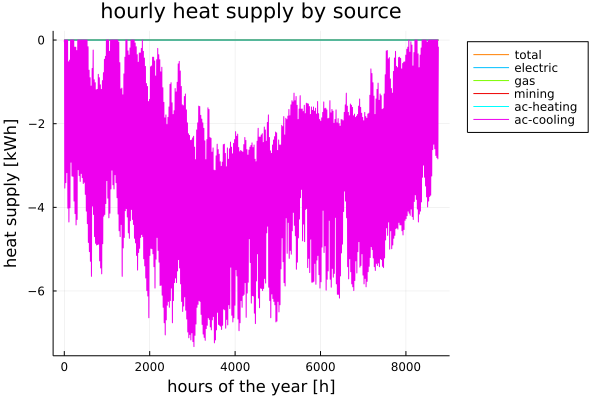 hourly heat supply by source
heat supply [kWh]
0
−2
−4
−6
0
2000
4000
6000
8000
hours of the year [h]
total
electric
gas
mining
ac-heating
ac-cooling